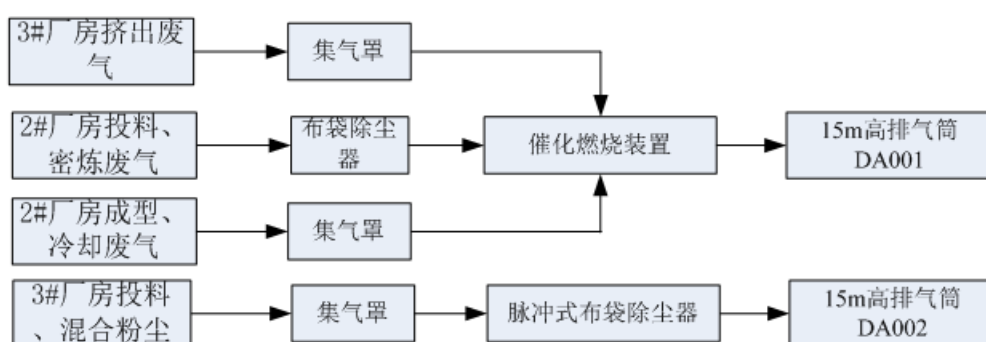 3#厂房挤出废
气
集气罩
2#厂房投料、
密炼废气
布袋除尘
器
催化燃烧装置
15m高排气筒
DA001
2#厂房成型、
冷却废气
集气罩
3#厂房投料
、混合粉尘
集气罩
脉冲式布袋除尘器
15m高排气筒
DA002